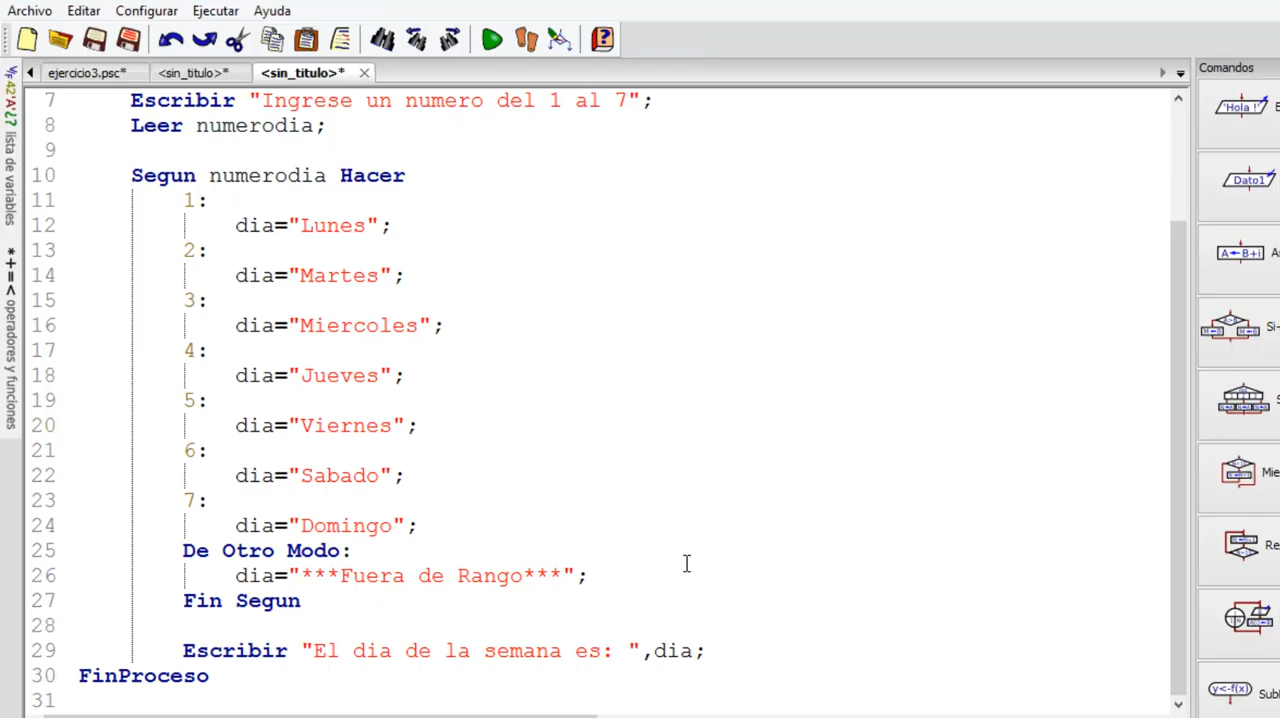 Archivo Editar Configurar Ejecutar Ayuda
ejercicio3.psc* <sin_titulo>* <sin_titulo>*
Comandos
7 Escribir "Ingrese un numero del 1 al 7";
8 Leer numerodia;
9
10 Segun numerodia Hacer
11 1:
12 dia="Lunes";
13 2:
14 dia="Martes";
15 3:
16 dia="Miercoles";
17 4:
18 dia="Jueves";
19 5:
20 dia="Viernes";
21 6:
22 dia="Sabado";
23 7:
24 dia="Domingo";
25 De Otro Modo:
26 dia="***Fuera de Rango***";
27 Fin Segun
28
29 Escribir "El dia de la semana es: ",dia;
30 FinProceso
31
lista de variables
*+=< operadores y funciones
'Hola !'
Dato1
A←B+i
Si-
Mie
Re
y<-f(x) Sub